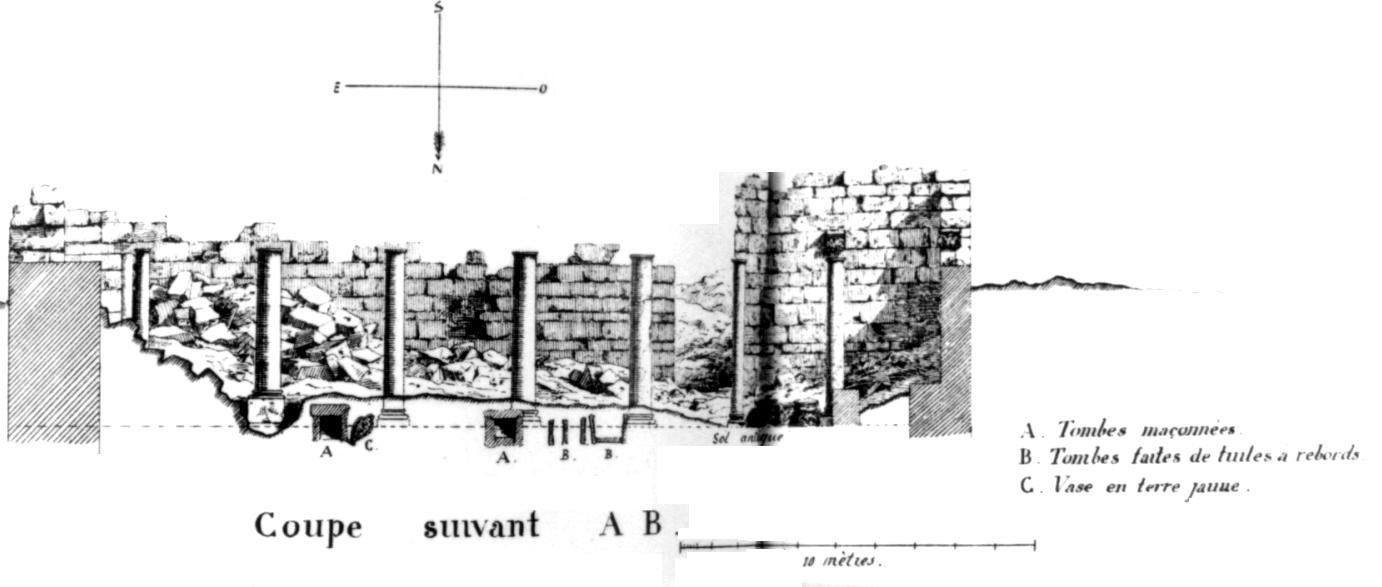 S
E O
N
Sol antique
A C.
A. B. B.
A. Tombes maçonnées.
B. Tombes faites de tuiles à rebords.
C. Vase en terre jaune.
Coupe suivant A B.
10 mètres.